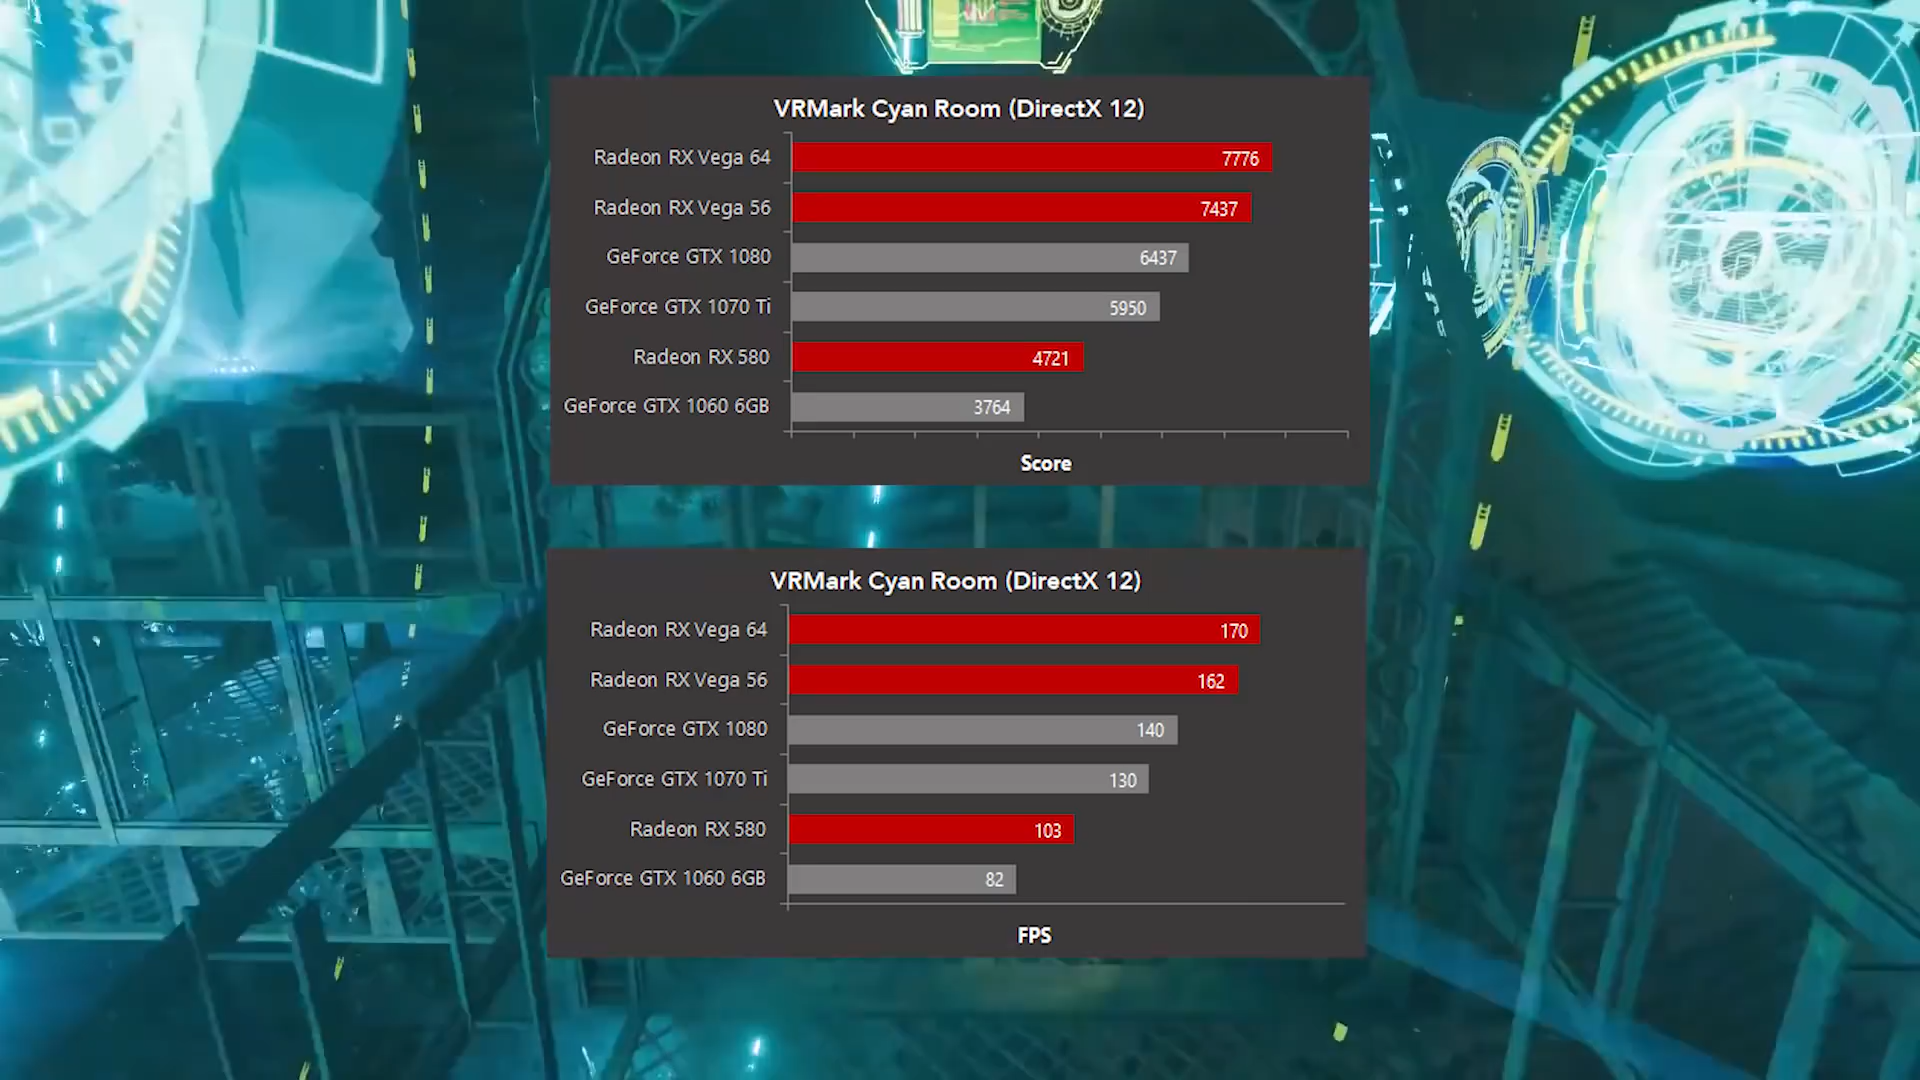 VRMark Cyan Room (DirectX 12)
Radeon RX Vega 64 7776
Radeon RX Vega 56 7437
GeForce GTX 1080 6437
GeForce GTX 1070 Ti 5950
Radeon RX 580 4721
GeForce GTX 1060 6GB 3764
Score
VRMark Cyan Room (DirectX 12)
Radeon RX Vega 64 170
Radeon RX Vega 56 162
GeForce GTX 1080 140
GeForce GTX 1070 Ti 130
Radeon RX 580 103
GeForce GTX 1060 6GB 82
FPS